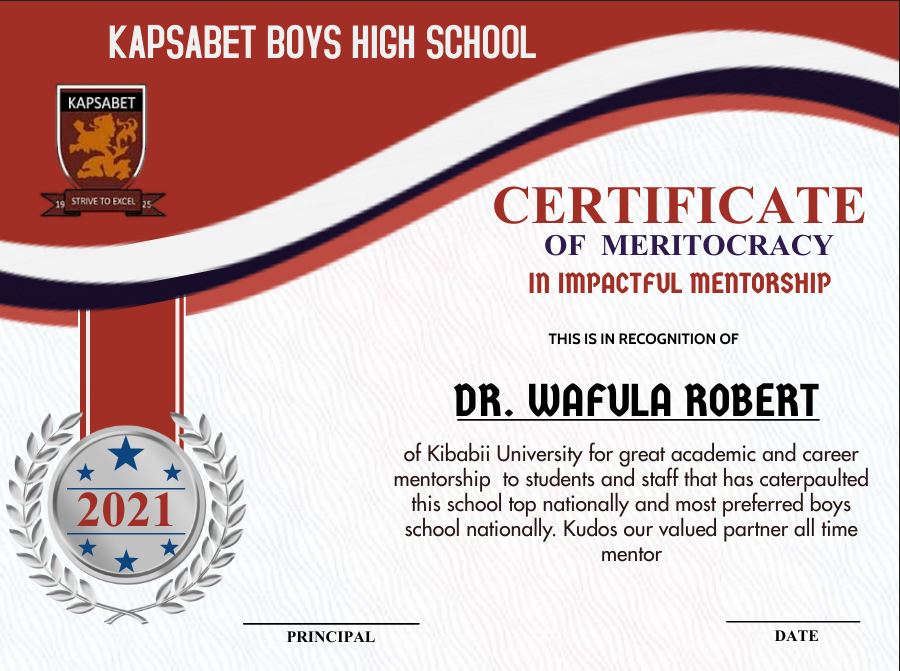 KAPSABET BOYS HIGH SCHOOL
KAPSABET
19 STRIVE TO EXCEL 25
CERTIFICATE
OF MERITOCRACY
IN IMPACTFUL MENTORSHIP
THIS IS IN RECOGNITION OF
DR. WAFULA ROBERT
of Kibabii University for great academic and career
mentorship to students and staff that has caterpaulted
this school top nationally and most preferred boys
school nationally. Kudos our valued partner all time
mentor
2021
PRINCIPAL
DATE